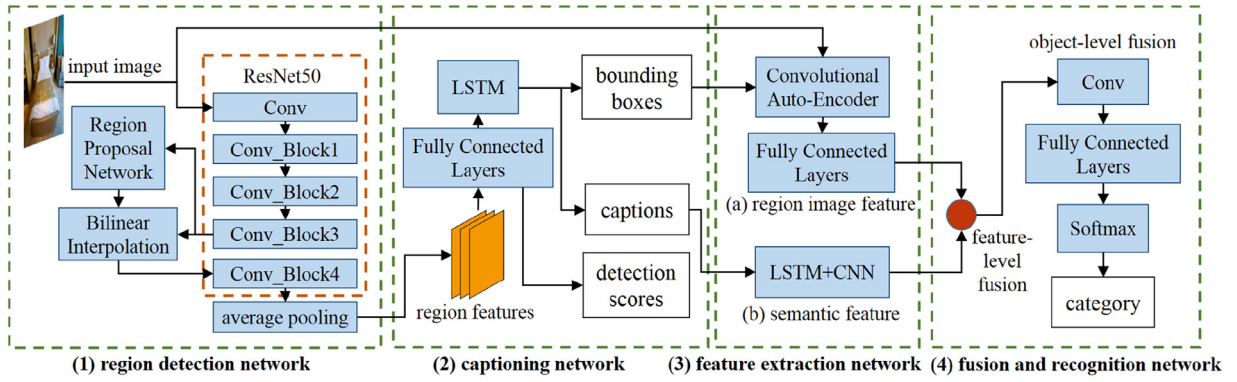 input image
ResNet50
Conv
Conv_Block1
Conv_Block2
Conv_Block3
Conv_Block4
average pooling
Region
Proposal
Network
Bilinear
Interpolation
(1) region detection network
LSTM
Fully Connected
Layers
region features
bounding
boxes
captions
detection
scores
(2) captioning network
Convolutional
Auto-Encoder
Fully Connected
Layers
(a) region image feature
LSTM+CNN
(b) semantic feature
(3) feature extraction network
feature-
level
fusion
object-level fusion
Conv
Fully Connected
Layers
Softmax
category
(4) fusion and recognition network